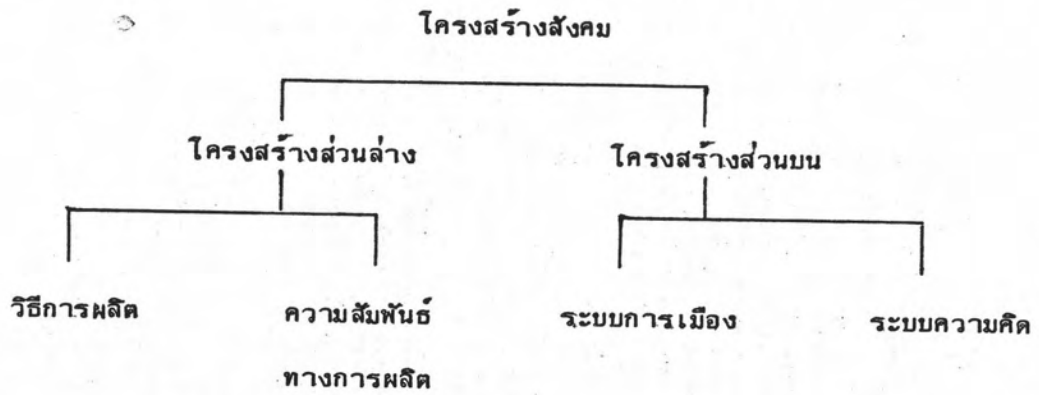 โครงสร้างสังคม
โครงสร้างส่วนล่าง โครงสร้างส่วนบน
วิธีการผลิต ความสัมพันธ์ ระบบการเมือง ระบบความคิด
ทางการผลิต